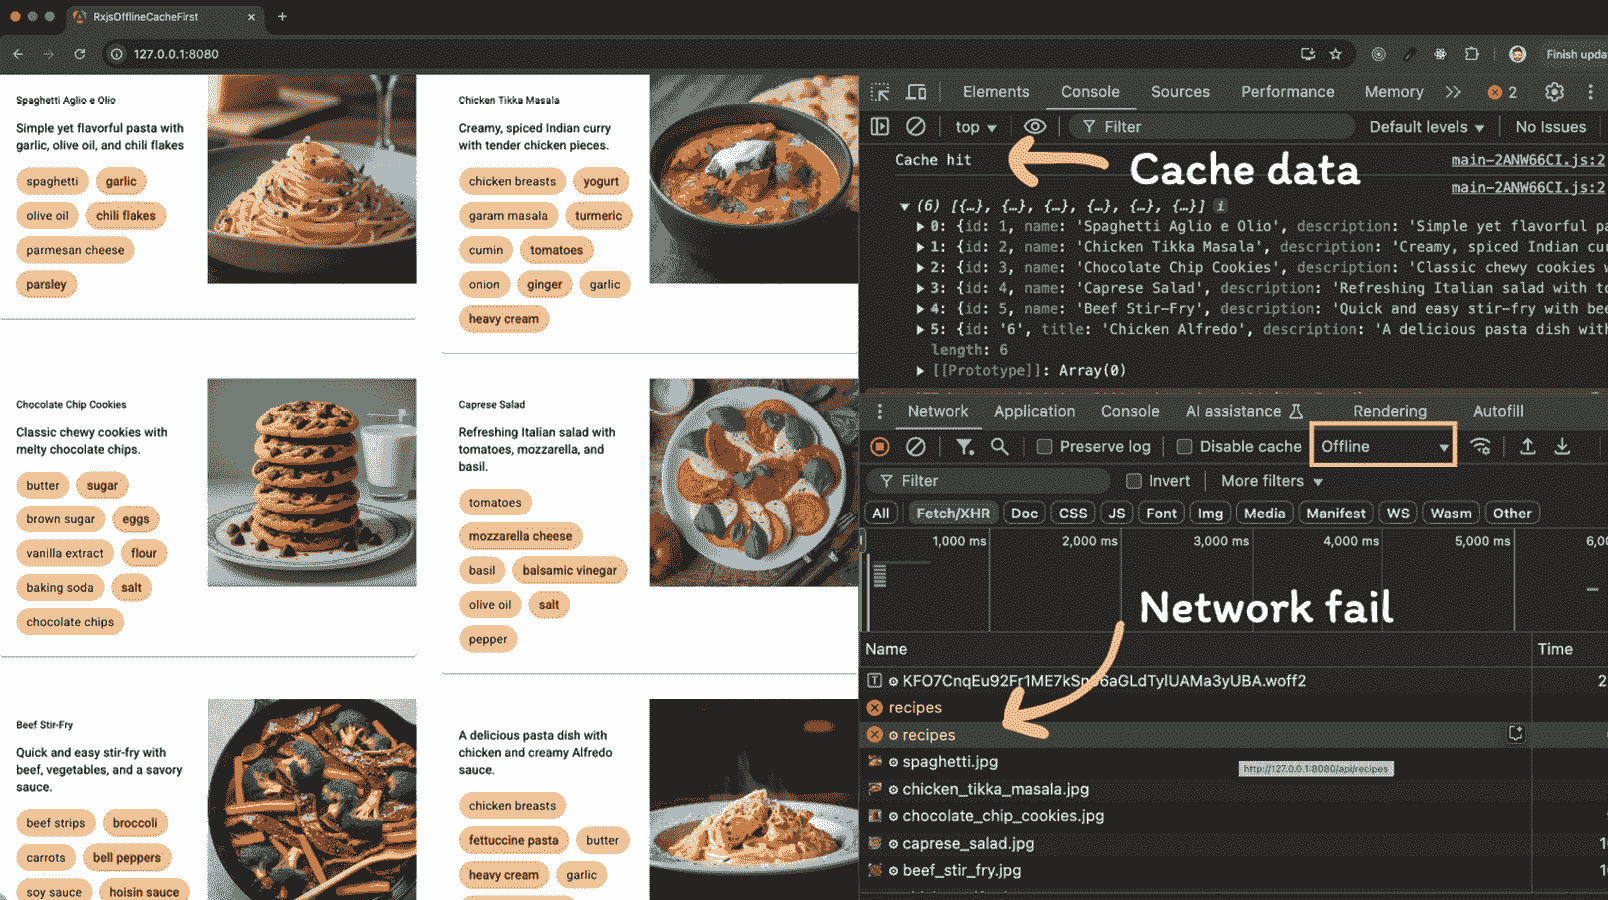 RxjsOfflineCacheFirst
127.0.0.1:8080
Finish upda
Spaghetti Aglio e Olio
Simple yet flavorful pasta with
garlic, olive oil, and chili flakes
spaghetti garlic
olive oil chili flakes
parmesan cheese
parsley
Chicken Tikka Masala
Creamy, spiced Indian curry
with tender chicken pieces.
chicken breasts yogurt
garam masala turmeric
cumin tomatoes
onion ginger garlic
heavy cream
Chocolate Chip Cookies
Classic chewy cookies with
melty chocolate chips.
butter sugar
brown sugar eggs
vanilla extract flour
baking soda salt
chocolate chips
Caprese Salad
Refreshing Italian salad with
tomatoes, mozzarella, and
basil.
tomatoes
mozzarella cheese
basil balsamic vinegar
olive oil salt
pepper
Beef Stir-Fry
Quick and easy stir-fry with
beef, vegetables, and a savory
sauce.
beef strips broccoli
carrots bell peppers
soy sauce hoisin sauce
A delicious pasta dish with
chicken and creamy Alfredo
sauce.
chicken breasts
fettuccine pasta butter
heavy cream garlic
Elements Console Sources Performance Memory 2
top Filter Default levels No Issues
Cache hit main-2ANW66CI.js:2
Cache data
main-2ANW66CI.js:2
(6) [{…}, {…}, {…}, {…}, {…}, {…}]
0: {id: 1, name: 'Spaghetti Aglio e Olio', description: 'Simple yet flavorful pa
1: {id: 2, name: 'Chicken Tikka Masala', description: 'Creamy, spiced Indian cur
2: {id: 3, name: 'Chocolate Chip Cookies', description: 'Classic chewy cookies w
3: {id: 4, name: 'Caprese Salad', description: 'Refreshing Italian salad with to
4: {id: 5, name: 'Beef Stir-Fry', description: 'Quick and easy stir-fry with bee
5: {id: '6', title: 'Chicken Alfredo', description: 'A delicious pasta dish with
length: 6
[[Prototype]]: Array(0)
Network Application Console AI assistance Rendering Autofill
Preserve log Disable cache Offline
Filter Invert More filters
All Fetch/XHR Doc CSS JS Font Img Media Manifest WS Wasm Other
1,000 ms 2,000 ms 3,000 ms 4,000 ms 5,000 ms 6,0
Network fail
Name Time
recipes
recipes
spaghetti.jpg
http://127.0.0.1:8080/api/recipes
chicken_tikka_masala.jpg
chocolate_chip_cookies.jpg
caprese_salad.jpg
beef_stir_fry.jpg